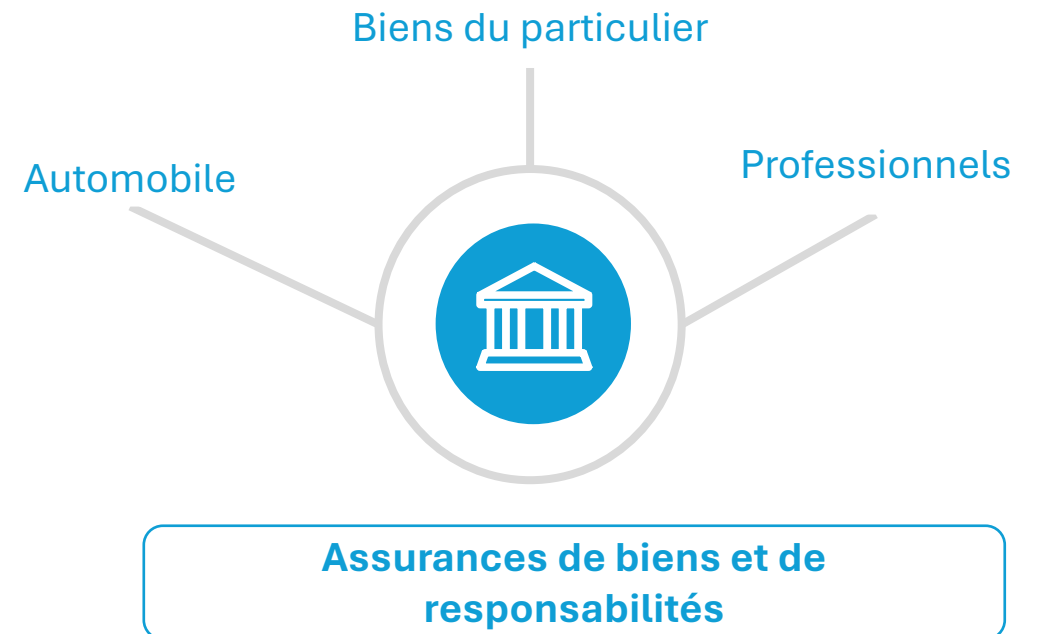 Biens du particulier
Automobile
Professionnels
Assurances de biens et de
responsabilités